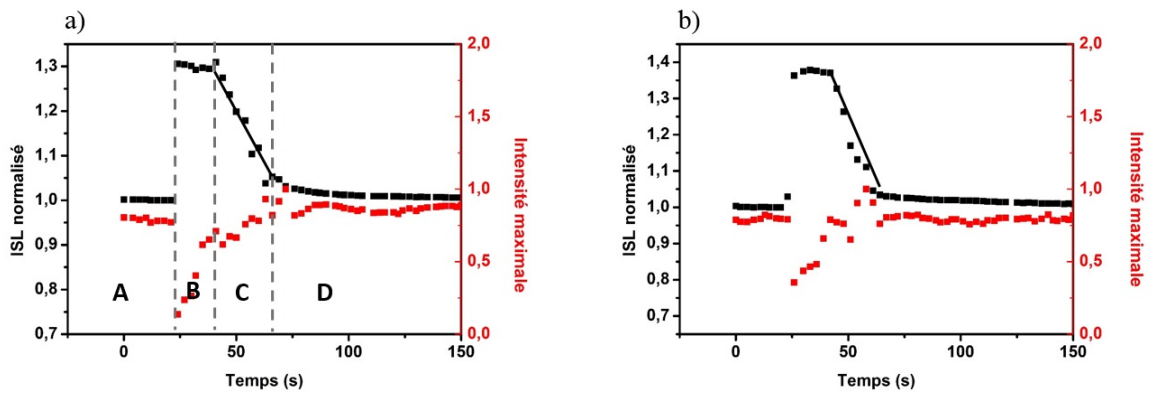 a)
1,3
1,2
1,1
1,0
0,9
0,8
0,7
ISL normalisé
2,0
1,5
1,0
0,5
0,0
Intensité maximale
A
B
C
D
0
50
100
150
Temps (s)
b)
1,4
1,3
1,2
1,1
1,0
0,9
0,8
0,7
ISL normalisé
2,0
1,5
1,0
0,5
0,0
Intensité maximale
0
50
100
150
Temps (s)